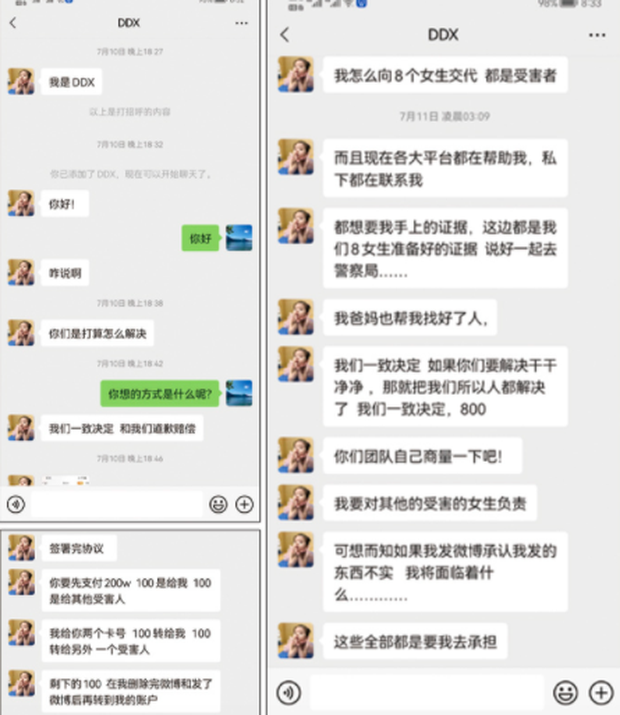 DDX
7月10日 晚上18:27
我是DDX
以上是打招呼的内容
7月10日 晚上18:32
你已添加了DDX，现在可以开始聊天了。
你好！
你好
咋说啊
7月10日 晚上18:38
你们是打算怎么解决
7月10日 晚上18:42
你想的方式是什么呢？
我们一致决定 和我们道歉赔偿
7月10日 晚上18:46
签署完协议
你要先支付200w 100是给我 100
是给其他受害人
我给你两个卡号 100转给我 100
转给另外一个受害人
剩下的100 在我删除完微博和发了
微博后再转到我的账户
98% 8:33
DDX
我怎么向8个女生交代 都是受害者
7月11日 凌晨03:09
而且现在各大平台都在帮助我，私
下都在联系我
都想要我手上的证据，这边都是我
们8女生准备好的证据 说好一起去
警察局……
我爸妈也帮我找好了人，
我们一致决定 如果你们要解决干干
净净 ，那就把我们所以人都解决
了 我们一致决定，800
你们团队自己商量一下吧！
我要对其他的受害的女生负责
可想而知如果我发微博承认我发的
东西不实 我将面临着什
么…………
这些全部都是要我去承担